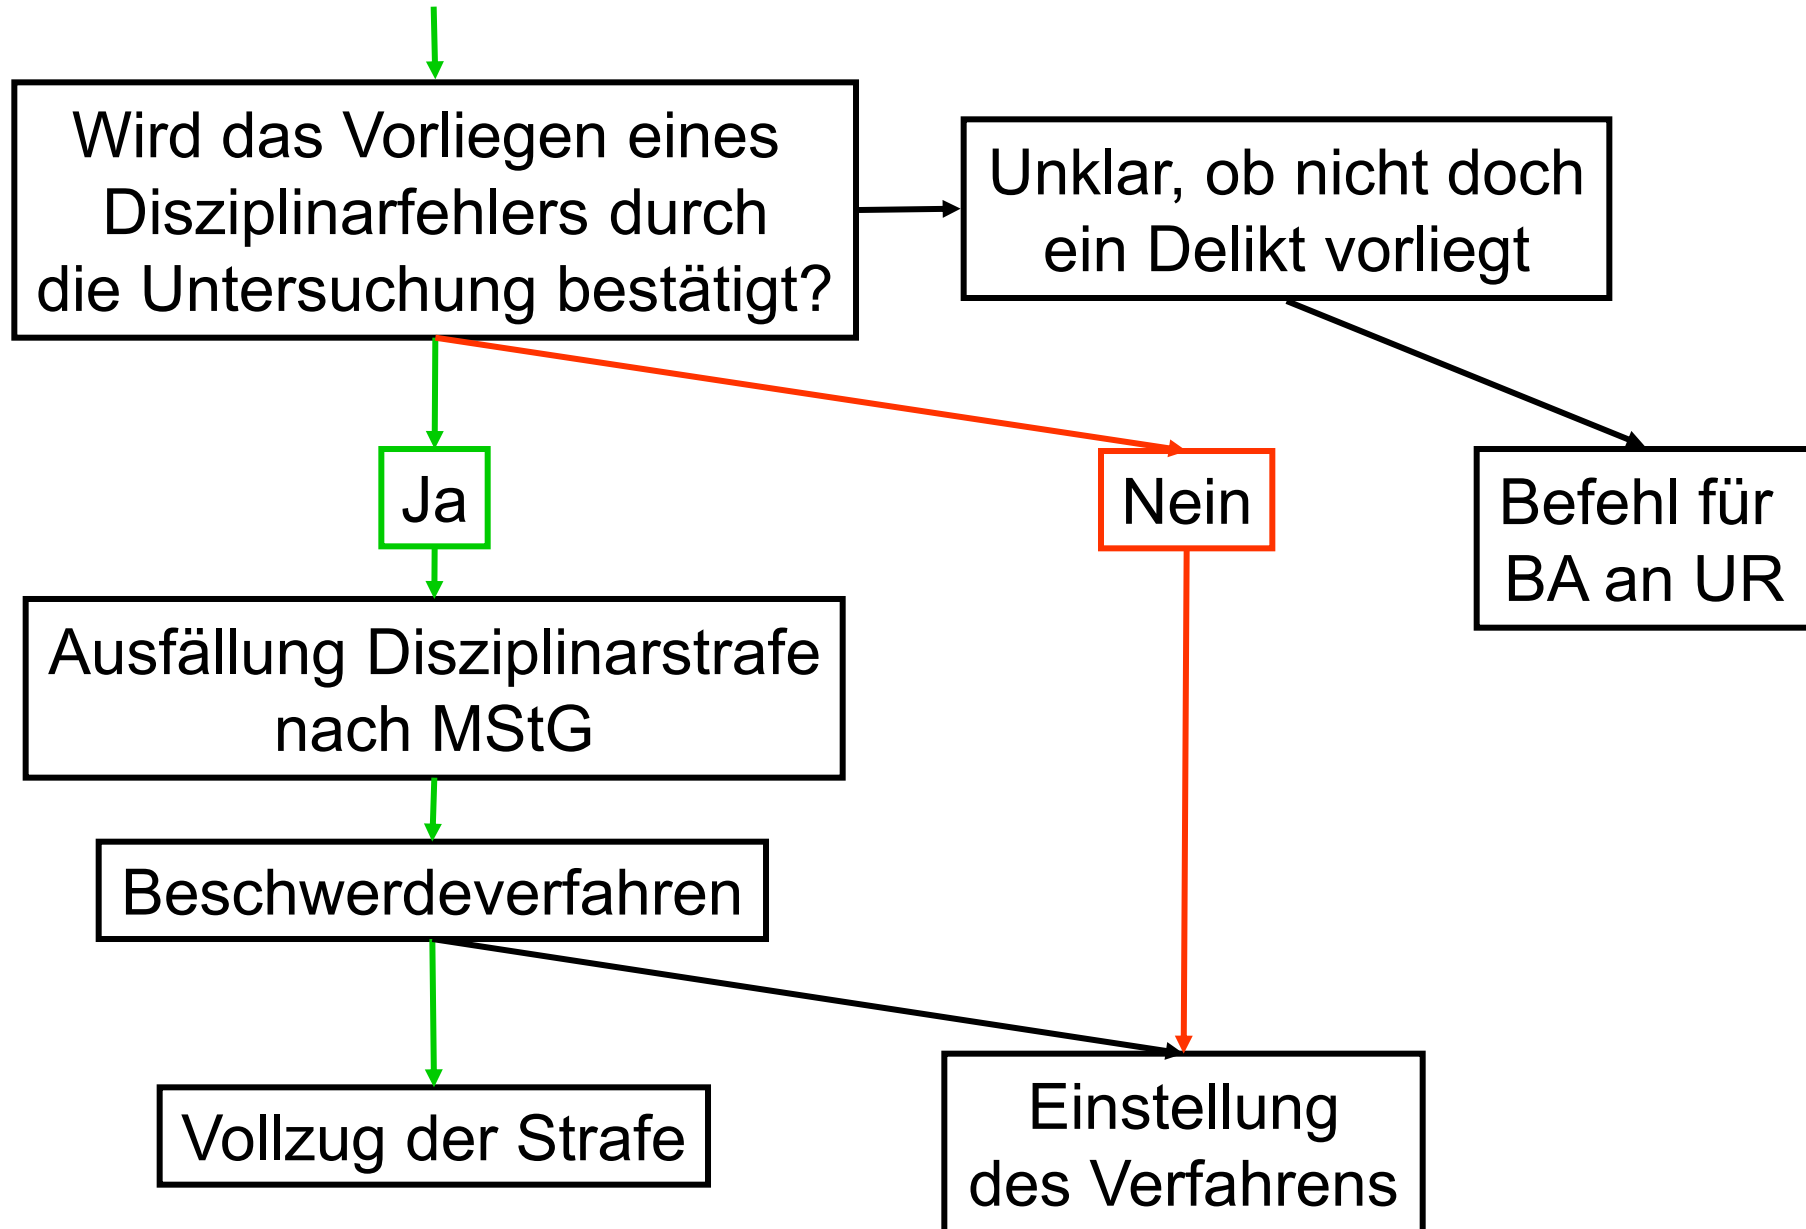 Wird das Vorliegen eines
Disziplinarfehlers durch
die Untersuchung bestätigt?
Unklar, ob nicht doch
ein Delikt vorliegt
Ja
Nein
Befehl für
BA an UR
Ausfällung Disziplinarstrafe
nach MStG
Beschwerdeverfahren
Vollzug der Strafe
Einstellung
des Verfahrens